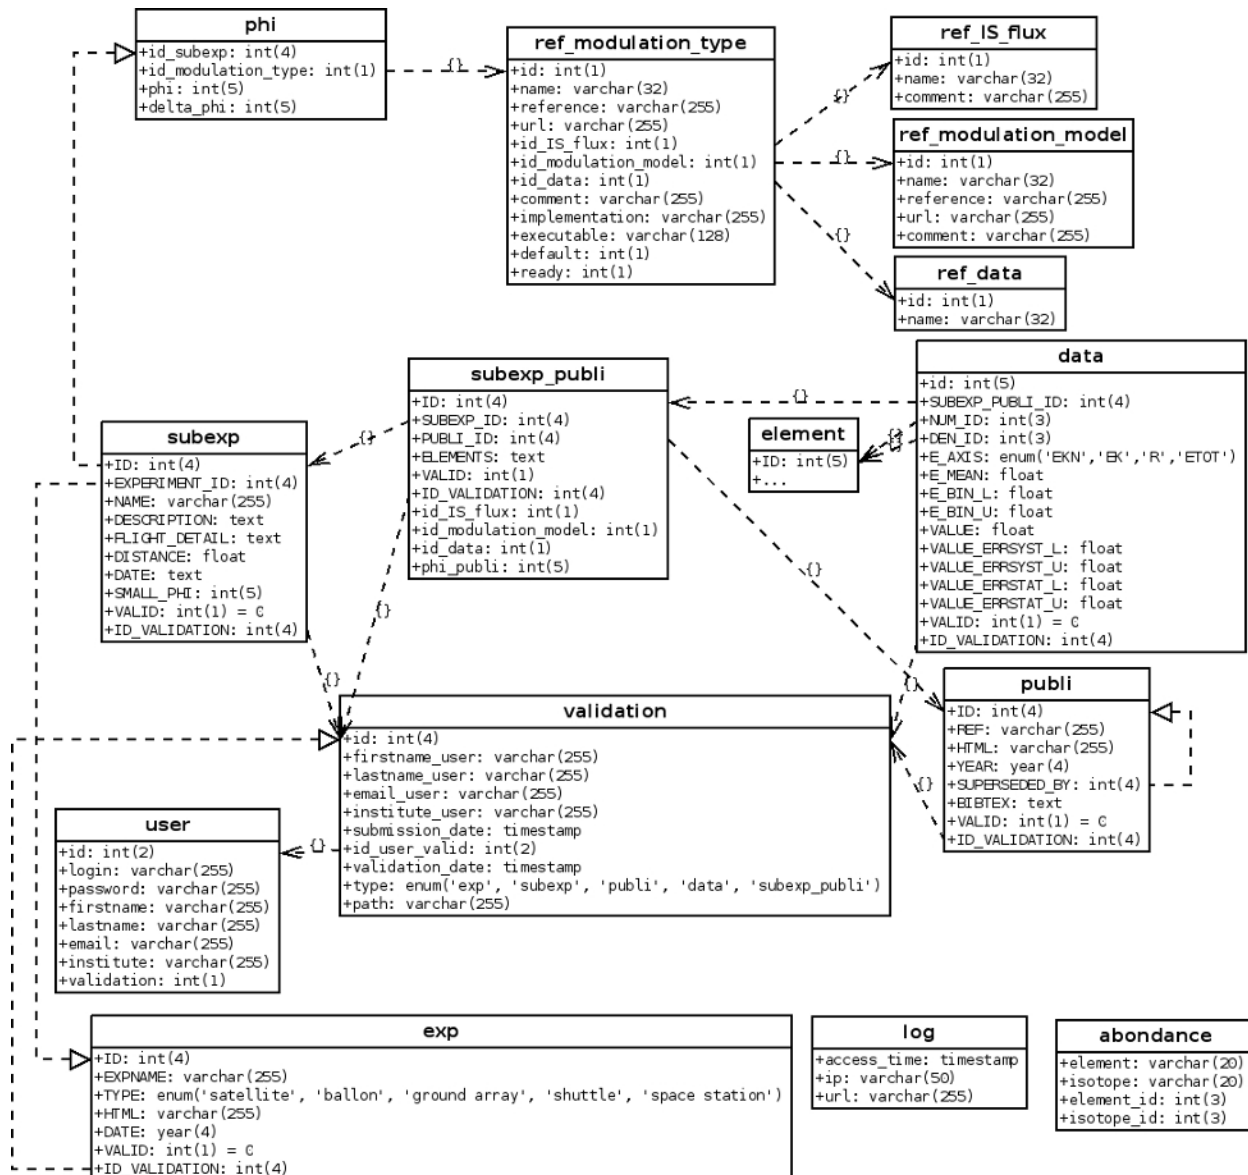 phi
+id_subexp: int(4)
+id_modulation_type: int(1)
+phi: int(5)
+delta_phi: int(5)
{}
ref_modulation_type
+id: int(1)
+name: varchar(32)
+reference: varchar(255)
+url: varchar(255)
+id_IS_flux: int(1)
+id_modulation_model: int(1)
+id_data: int(1)
+comment: varchar(255)
+implementation: varchar(255)
+executable: varchar(128)
+default: int(1)
+ready: int(1)
{}
{}
{}
ref_IS_flux
+id: int(1)
+name: varchar(32)
+comment: varchar(255)
ref_modulation_model
+id: int(1)
+name: varchar(32)
+reference: varchar(255)
+url: varchar(255)
+comment: varchar(255)
ref_data
+id: int(1)
+name: varchar(32)
subexp
+ID: int(4)
+EXPERIMENT_ID: int(4)
+NAME: varchar(255)
+DESCRIPTION: text
+FLIGHT_DETAIL: text
+DISTANCE: float
+DATE: text
+SMALL_PHI: int(5)
+VALID: int(1) = 0
+ID_VALIDATION: int(4)
{}
{}
subexp_publi
+ID: int(4)
+SUBEXP_ID: int(4)
+PUBLI_ID: int(4)
+ELEMENTS: text
+VALID: int(1)
+ID_VALIDATION: int(4)
+id_IS_flux: int(1)
+id_modulation_model: int(1)
+id_data: int(1)
+phi_publi: int(5)
{}
{}
{}
element
+ID: int(5)
+...
{}
{}
data
+id: int(5)
+SUBEXP_PUBLI_ID: int(4)
+NUM_ID: int(3)
+DEN_ID: int(3)
+E_AXIS: enum('EKN','EK','R','ETOT')
+E_MEAN: float
+E_BIN_L: float
+E_BIN_U: float
+VALUE: float
+VALUE_ERRSYST_L: float
+VALUE_ERRSYST_U: float
+VALUE_ERRSTAT_L: float
+VALUE_ERRSTAT_U: float
+VALID: int(1) = 0
+ID_VALIDATION: int(4)
{}
validation
+id: int(4)
+firstname_user: varchar(255)
+lastname_user: varchar(255)
+email_user: varchar(255)
+institute_user: varchar(255)
+submission_date: timestamp
+id_user_valid: int(2)
+validation_date: timestamp
+type: enum('exp', 'subexp', 'publi', 'data', 'subexp_publi')
+path: varchar(255)
{}
{}
publi
+ID: int(4)
+REF: varchar(255)
+HTML: varchar(255)
+YEAR: year(4)
+SUPERSEDED_BY: int(4)
+BIBTEX: text
+VALID: int(1) = 0
+ID_VALIDATION: int(4)
user
+id: int(2)
+login: varchar(255)
+password: varchar(255)
+firstname: varchar(255)
+lastname: varchar(255)
+email: varchar(255)
+institute: varchar(255)
+validation: int(1)
exp
+ID: int(4)
+EXPNAME: varchar(255)
+TYPE: enum('satellite', 'ballon', 'ground array', 'shuttle', 'space station')
+HTML: varchar(255)
+DATE: year(4)
+VALID: int(1) = 0
+ID_VALIDATION: int(4)
log
+access_time: timestamp
+ip: varchar(50)
+url: varchar(255)
abondance
+element: varchar(20)
+isotope: varchar(20)
+element_id: int(3)
+isotope_id: int(3)